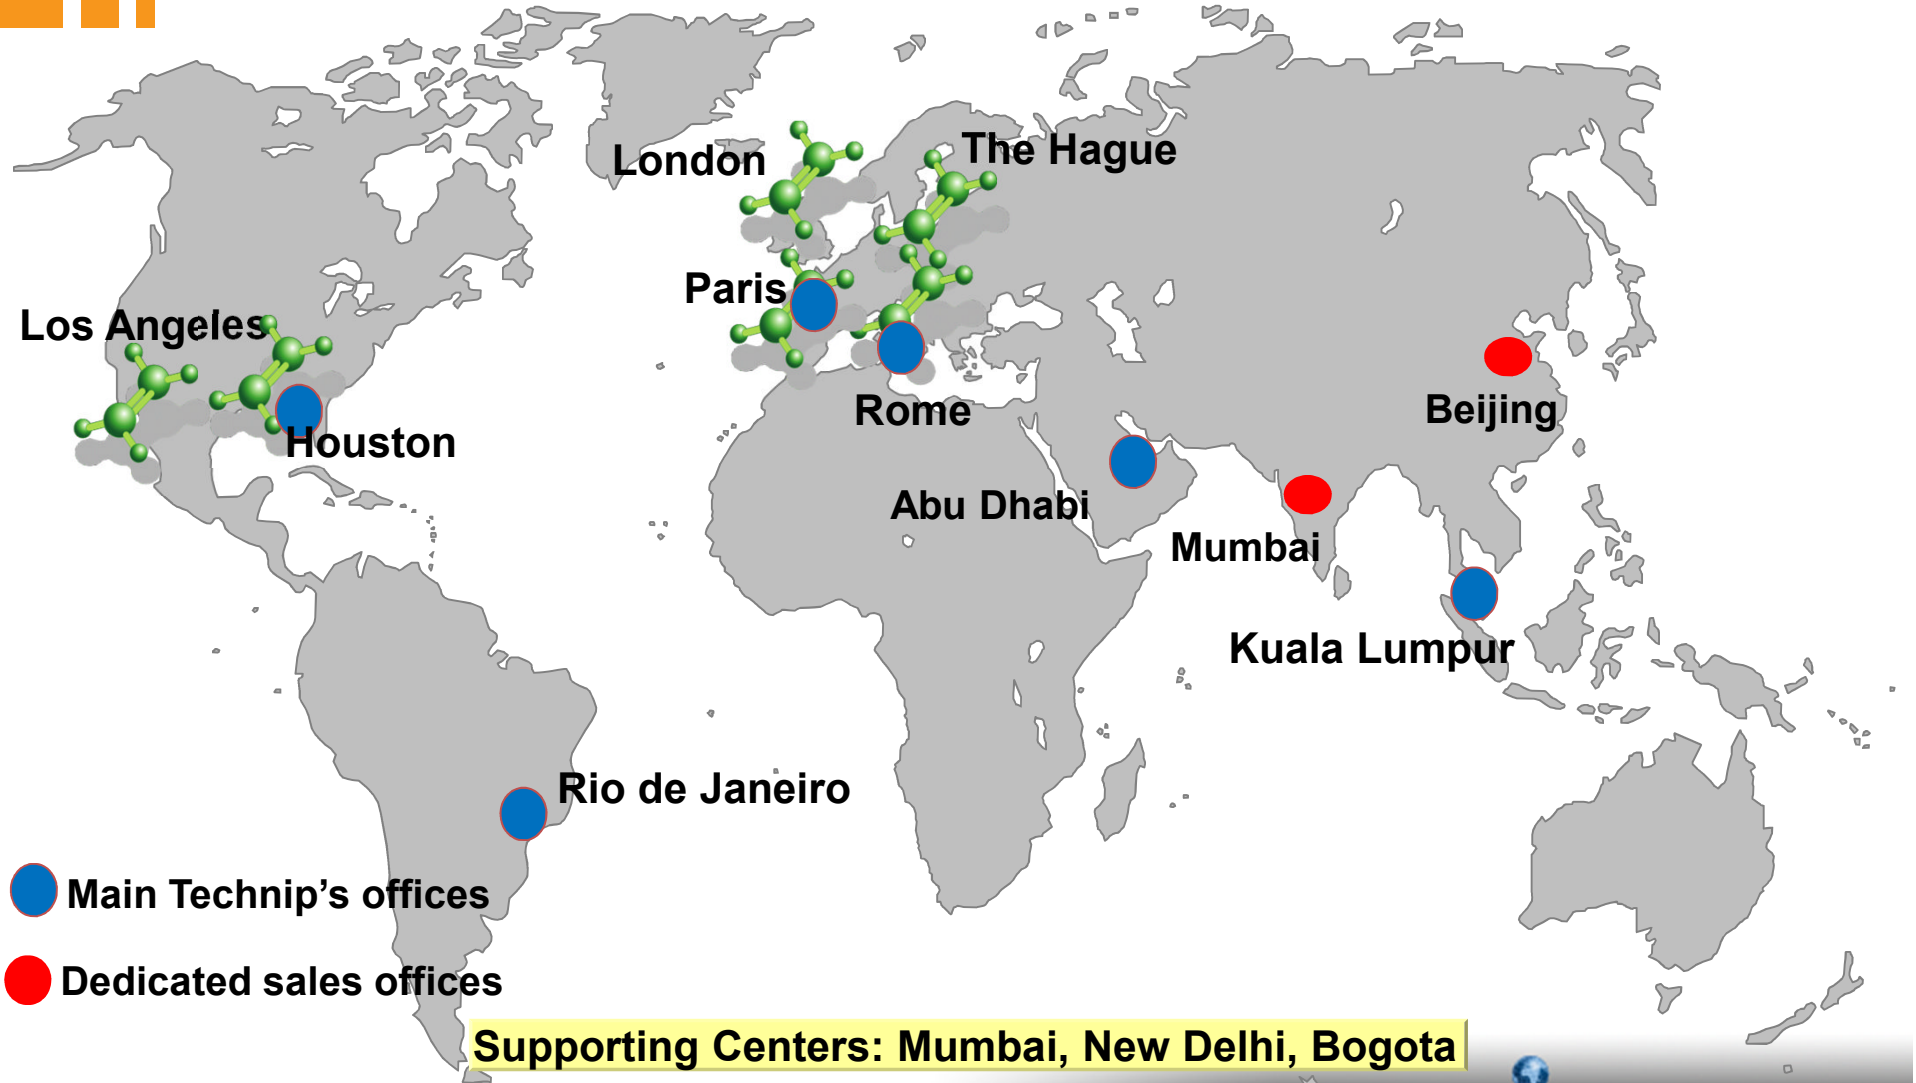 London
The Hague
Paris
Los Angeles
Rome
Beijing
Houston
Abu Dhabi
Mumbai
Kuala Lumpur
Rio de Janeiro
Main Technip’s offices
Dedicated sales offices
Supporting Centers: Mumbai, New Delhi, Bogota